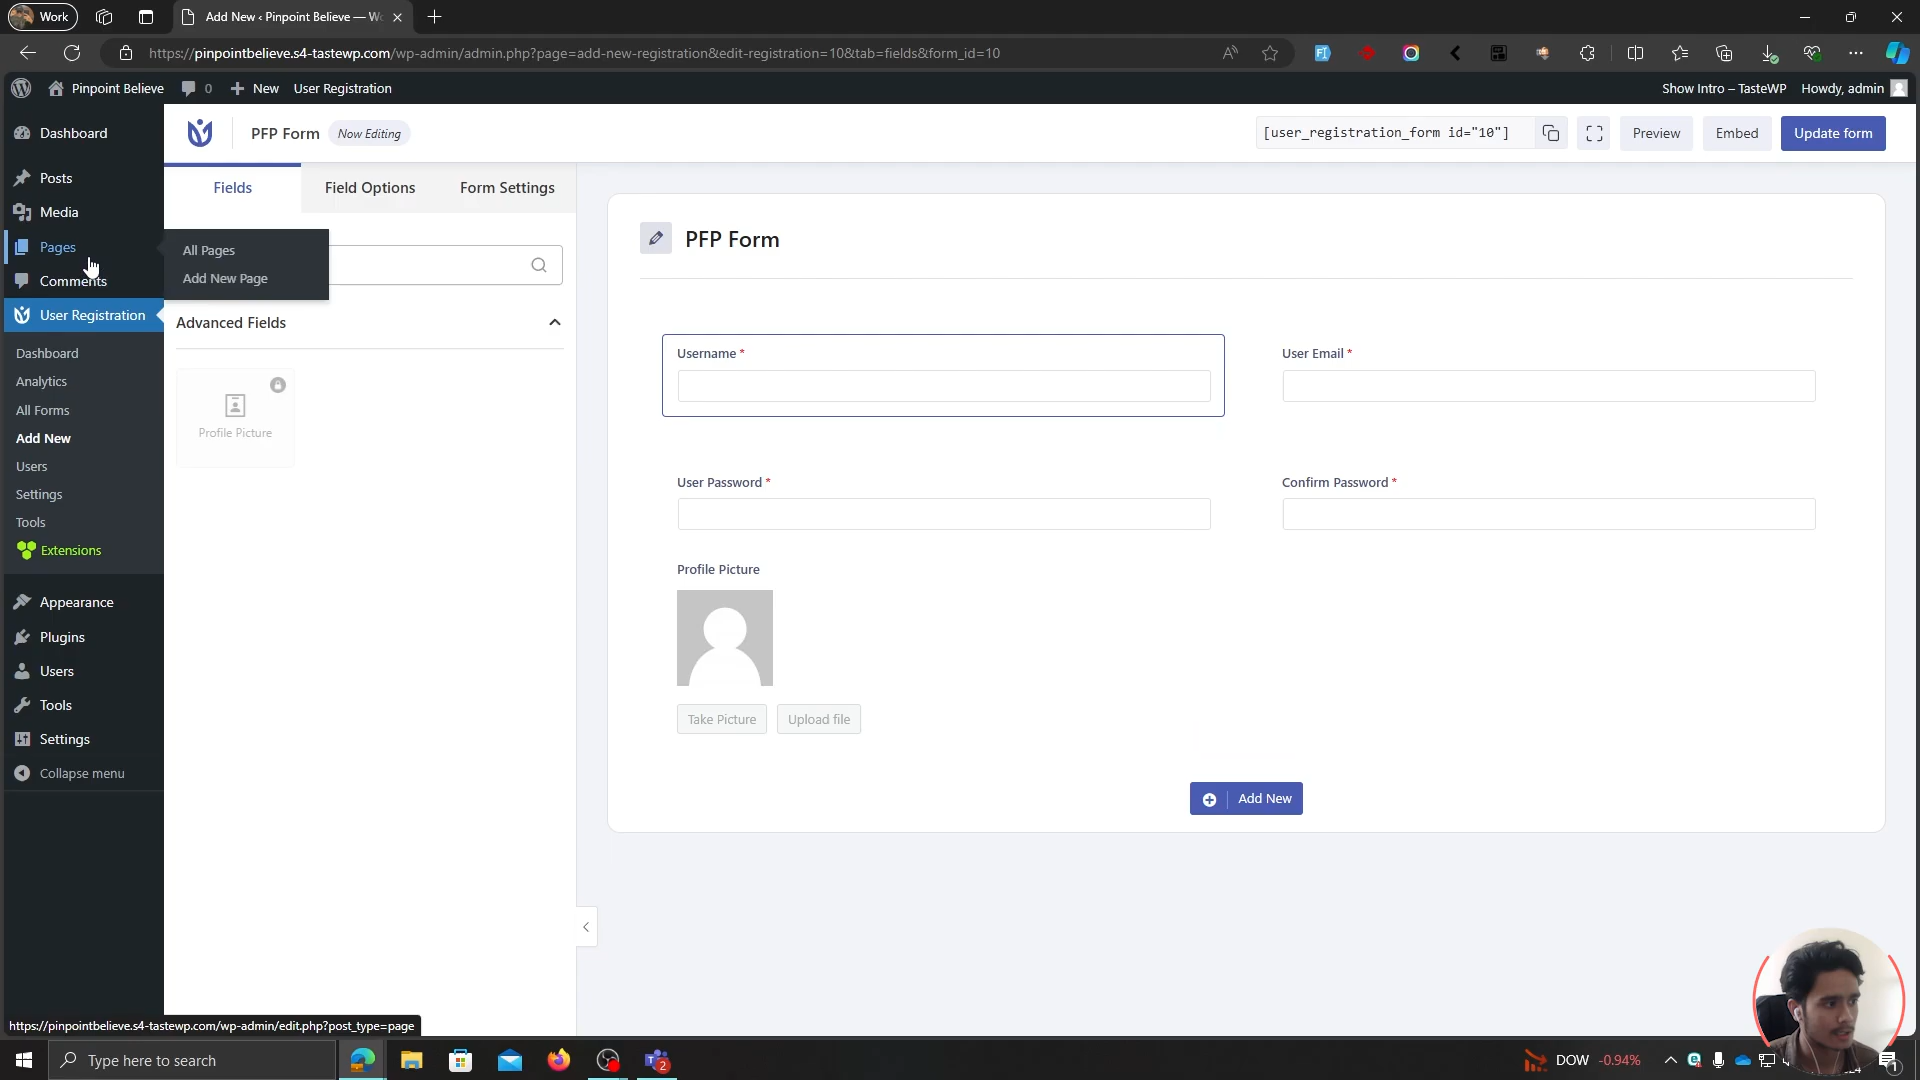 Work
Add New ‹ Pinpoint Believe — W
https://pinpointbelieve.s4-tastewp.com/wp-admin/admin.php?page=add-new-registration&edit-registration=10&tab=fields&form_id=10
Pinpoint Believe 0 New User Registration
Show Intro – TasteWP Howdy, admin
Dashboard
Posts
Media
Pages
Comments
User Registration
Dashboard
Analytics
All Forms
Add New
Users
Settings
Tools
Extensions
Appearance
Plugins
Users
Tools
Settings
Collapse menu
All Pages
Add New Page
PFP Form Now Editing
[user_registration_form id="10"] Preview Embed Update form
Fields Field Options Form Settings
Advanced Fields
Profile Picture
PFP Form
Username *
User Email *
User Password *
Confirm Password *
Profile Picture
Take Picture Upload file
Add New
https://pinpointbelieve.s4-tastewp.com/wp-admin/edit.php?post_type=page
Type here to search
2
DOW -0.94%
1